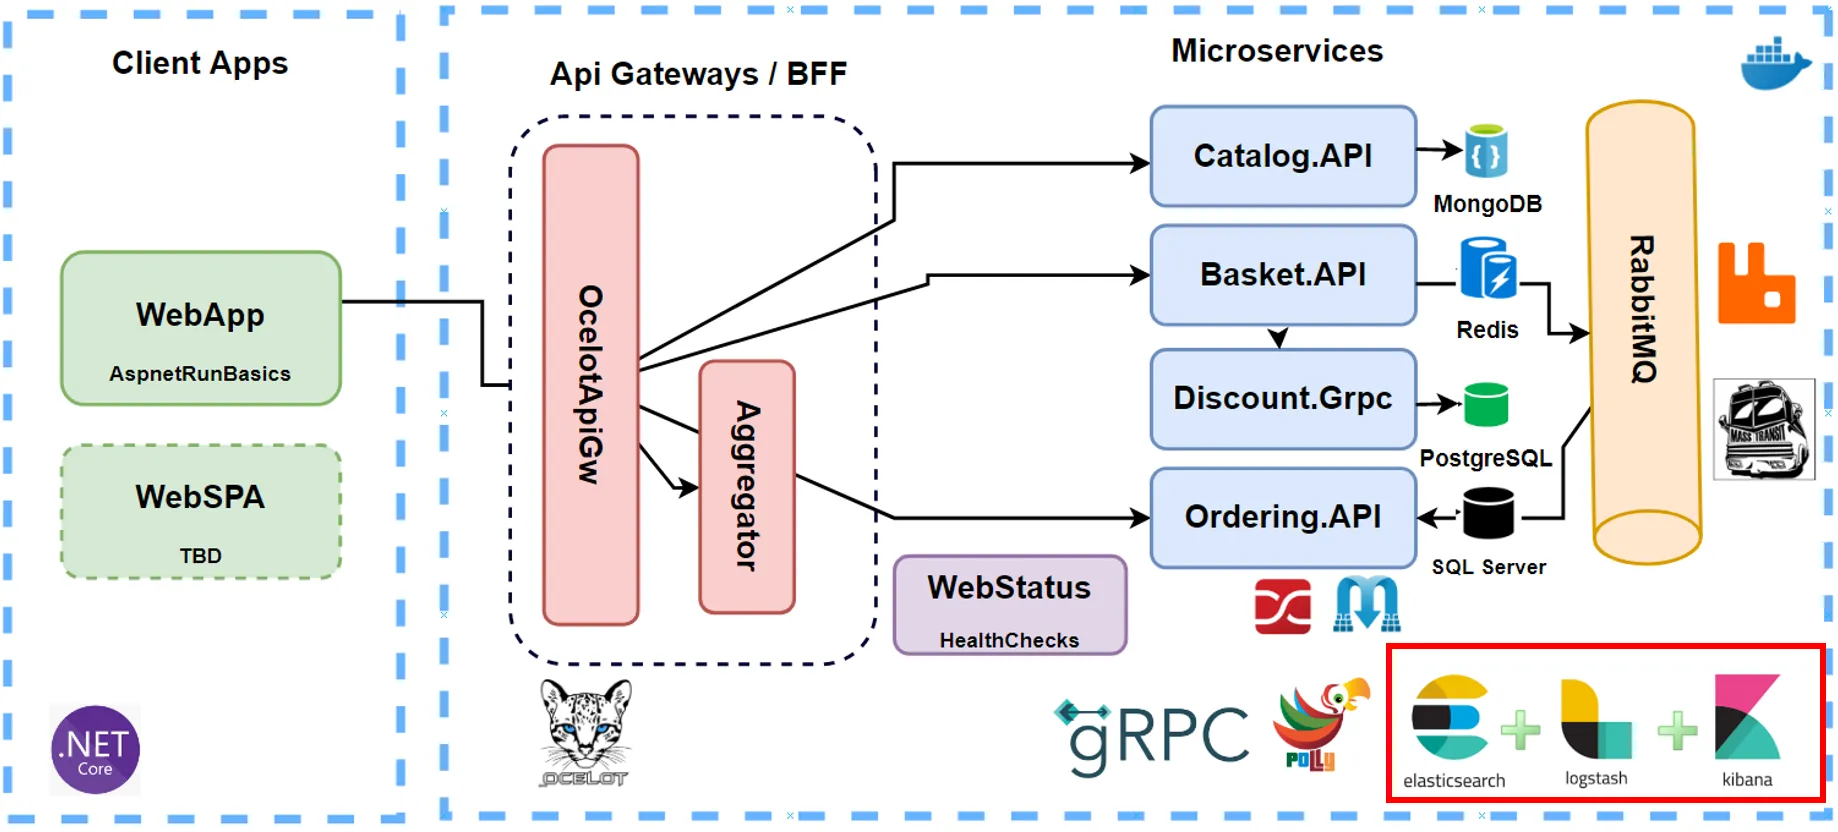 Client Apps
WebApp
AspnetRunBasics
WebSPA
TBD
.NET
Core
Api Gateways / BFF
OcelotApiGw
Aggregator
OCELOT
Microservices
Catalog.API
MongoDB
Basket.API
Redis
Discount.Grpc
PostgreSQL
Ordering.API
SQL Server
WebStatus
HealthChecks
RabbitMQ
MASS TRANSIT
gRPC
POLLY
elasticsearch
logstash
kibana